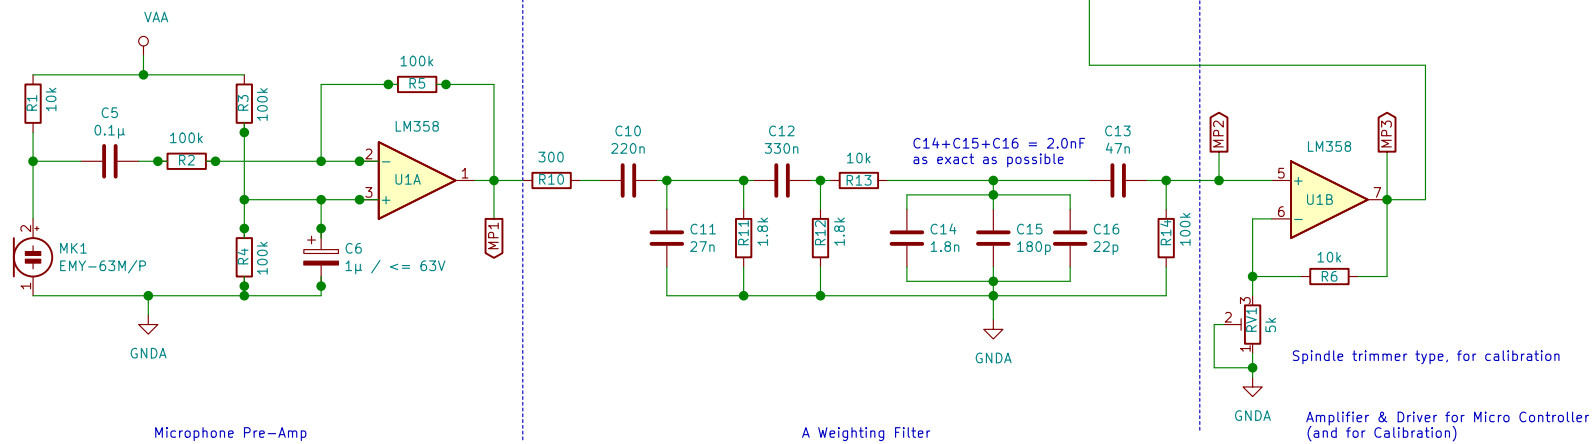 VAA
R1
10k
C5
0.1µ
100k
R2
R3
100k
100k
R5
LM358
2
−
3
+
U1A
1
MP1
2
+
MK1
EMY-63M/P
1
R4
100k
+
C6
1µ / <= 63V
GNDA
Microphone Pre-Amp
300
R10
C10
220n
C11
27n
R11
1.8k
C12
330n
R12
1.8k
10k
R13
C14+C15+C16 = 2.0nF
as exact as possible
C14
1.8n
C15
180p
C16
22p
C13
47n
R14
100k
GNDA
A Weighting Filter
MP2
LM358
5
+
6
−
U1B
7
MP3
10k
R6
3
2
RV1
5k
1
GNDA
Spindle trimmer type, for calibration
Amplifier & Driver for Micro Controller
(and for Calibration)